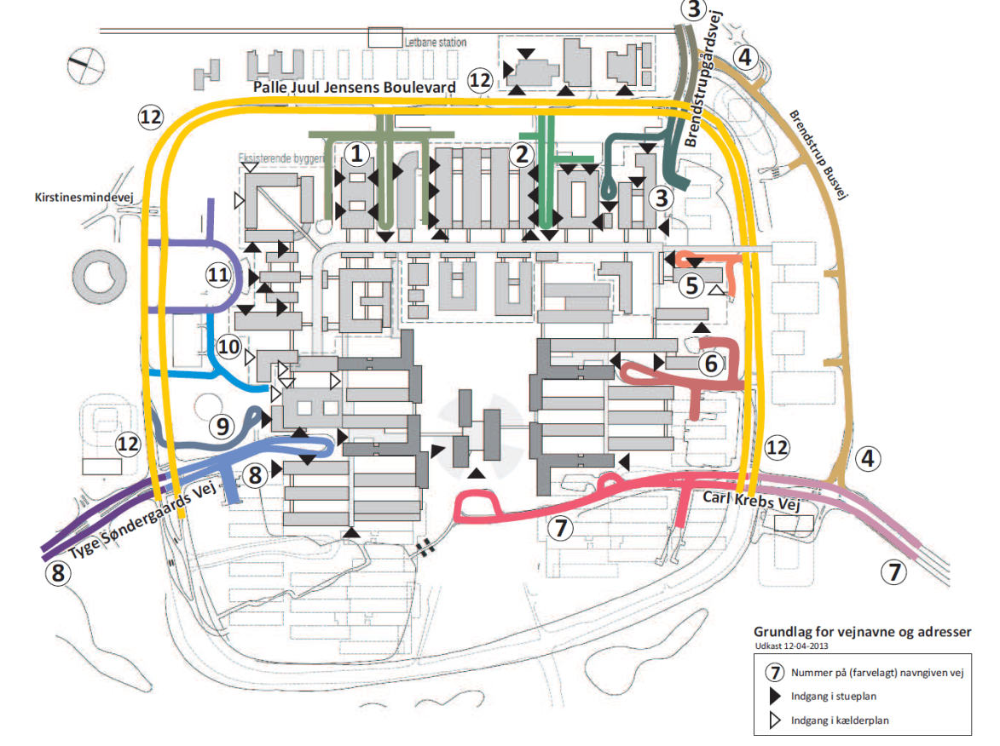 3
Letbane station
4
12
Palle Juul Jensens Boulevard
Brendstrupgårdsvej
12
Brendstrup Busvej
1
2
Eksisterende byggeri
Kirstinesmindevej
3
11
5
10
6
9
12
12
8
4
Tyge Søndergaards Vej
Carl Krebs Vej
7
8
7
Grundlag for vejnavne og adresser
Udkast 12-04-2013
7 Nummer på (farvelagt) navngiven vej
Indgang i stueplan
Indgang i kælderplan